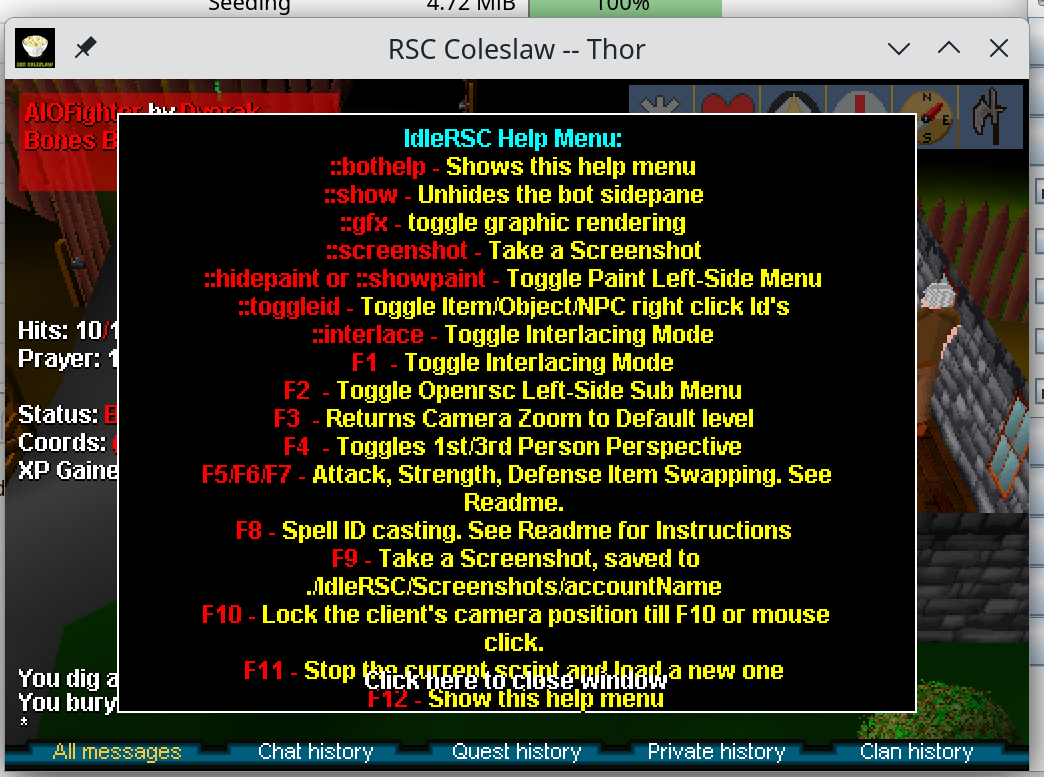 Seeding 4.72 MiB 100%
RSC Coleslaw -- Thor
AIOFighter by Dvorak
Bones B
IdleRSC Help Menu:
::bothelp - Shows this help menu
::show - Unhides the bot sidepane
::gfx - toggle graphic rendering
::screenshot - Take a Screenshot
::hidepaint or ::showpaint - Toggle Paint Left-Side Menu
::toggleid - Toggle Item/Object/NPC right click Id's
::interlace - Toggle Interlacing Mode
F1 - Toggle Interlacing Mode
F2 - Toggle Openrsc Left-Side Sub Menu
F3 - Returns Camera Zoom to Default level
F4 - Toggles 1st/3rd Person Perspective
F5/F6/F7 - Attack, Strength, Defense Item Swapping. See
Readme.
F8 - Spell ID casting. See Readme for Instructions
F9 - Take a Screenshot, saved to
./IdleRSC/Screenshots/accountName
F10 - Lock the client's camera position till F10 or mouse
click.
F11 - Stop the current script and load a new one
Click here to close window
F12 - Show this help menu
Hits: 10/1
Prayer: 1
Status: B
Coords: (
XP Gaine
You dig a
You bury
*
N
E
S
All messages Chat history Quest history Private history Clan history